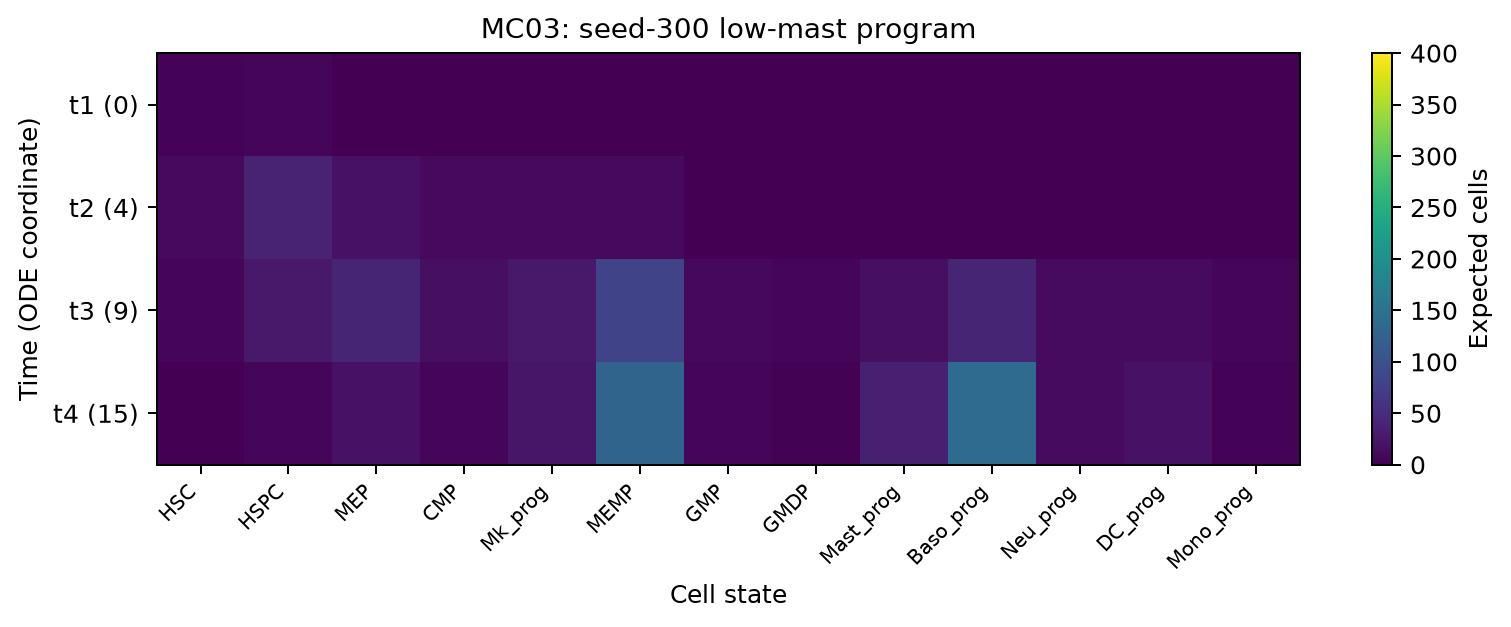 MC03: seed-300 low-mast program
Time (ODE coordinate)
t1 (0)
t2 (4)
t3 (9)
t4 (15)
HSC
HSPC
MEP
CMP
Mk_prog
MEMP
GMP
GMDP
Mast_prog
Baso_prog
Neu_prog
DC_prog
Mono_prog
Cell state
400
350
300
250
200
150
100
50
0
Expected cells